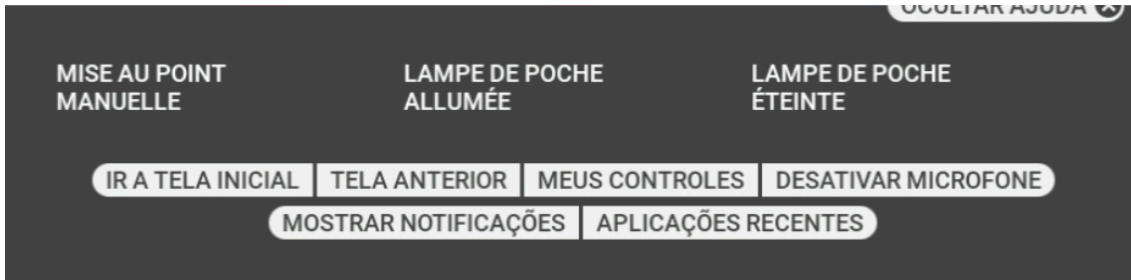 OCULTAR AJUDA
MISE AU POINT MANUELLE
LAMPE DE POCHE ALLUMÉE
LAMPE DE POCHE ÉTEINTE
IR A TELA INICIAL
TELA ANTERIOR
MEUS CONTROLES
DESATIVAR MICROFONE
MOSTRAR NOTIFICAÇÕES
APLICAÇÕES RECENTES